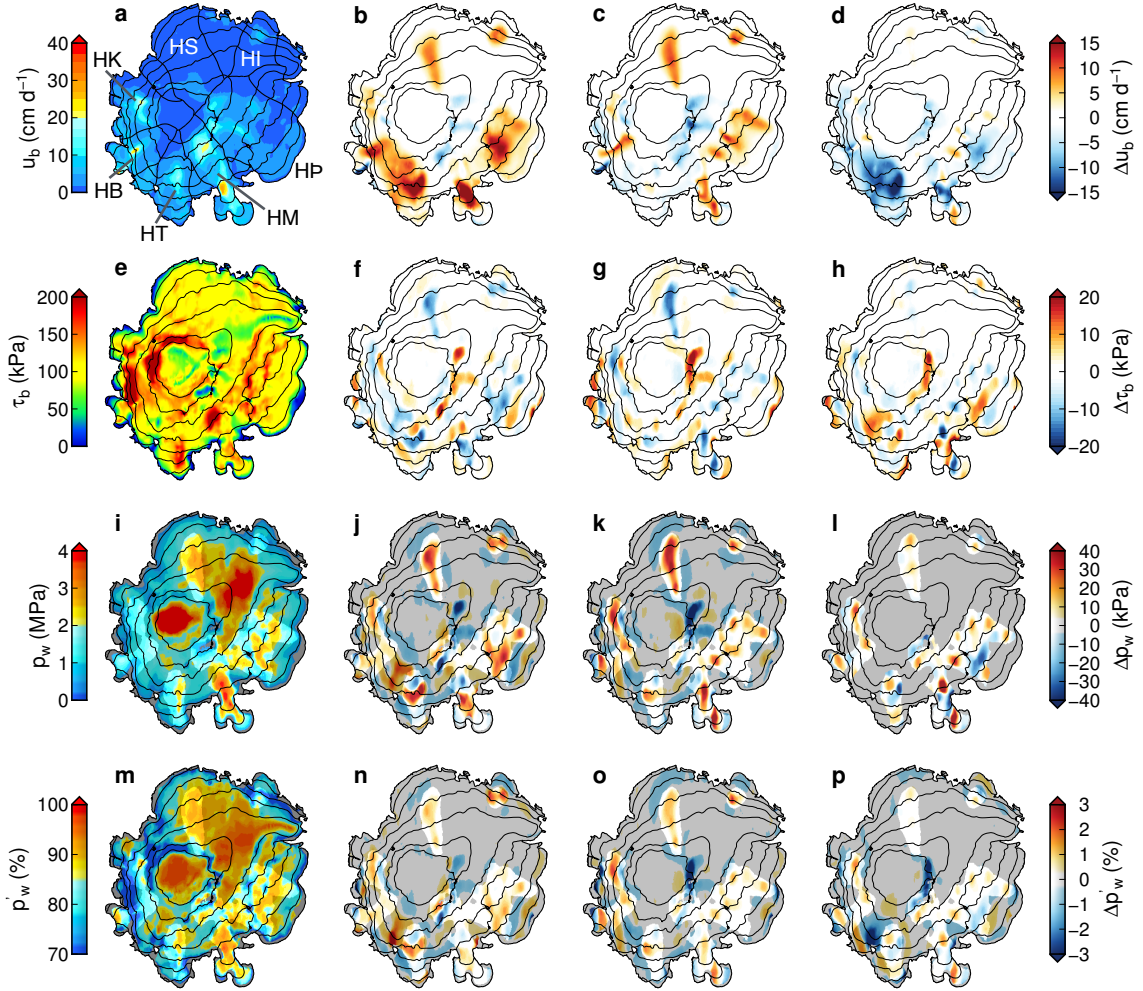 a b c d
40
30
20
10
0
u_b (cm d⁻¹)
HS
HI
HK
HB
HT
HM
HÞ
15
10
5
0
−5
−10
−15
Δu_b (cm d⁻¹)
e f g h
200
150
100
50
0
τ_b (kPa)
20
10
0
−10
−20
Δτ_b (kPa)
i j k l
4
3
2
1
0
p_w (MPa)
40
30
20
10
0
−10
−20
−30
−40
Δp_w (kPa)
m n o p
100
90
80
70
p′_w (%)
3
2
1
0
−1
−2
−3
Δp′_w (%)